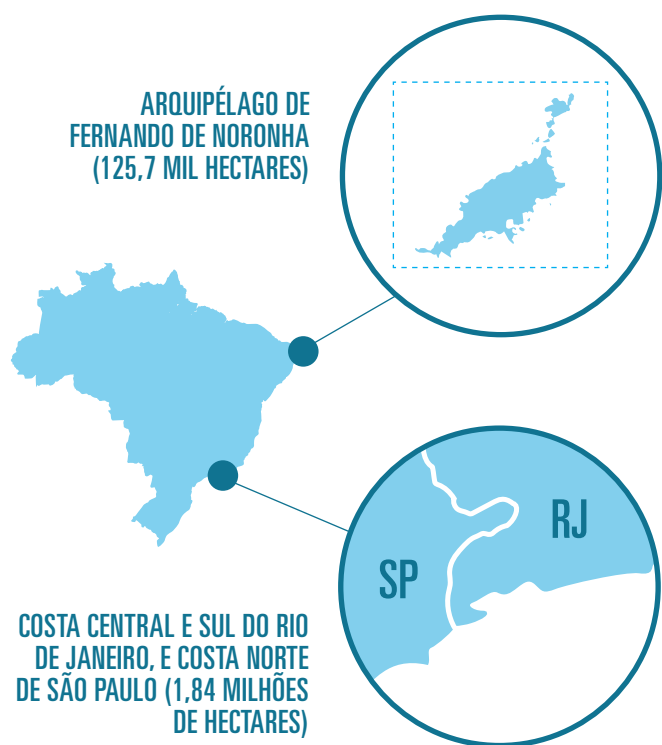 ARQUIPÉLAGO DE
FERNANDO DE NORONHA
(125,7 MIL HECTARES)
RJ
SP
COSTA CENTRAL E SUL DO RIO
DE JANEIRO, E COSTA NORTE
DE SÃO PAULO (1,84 MILHÕES
DE HECTARES)